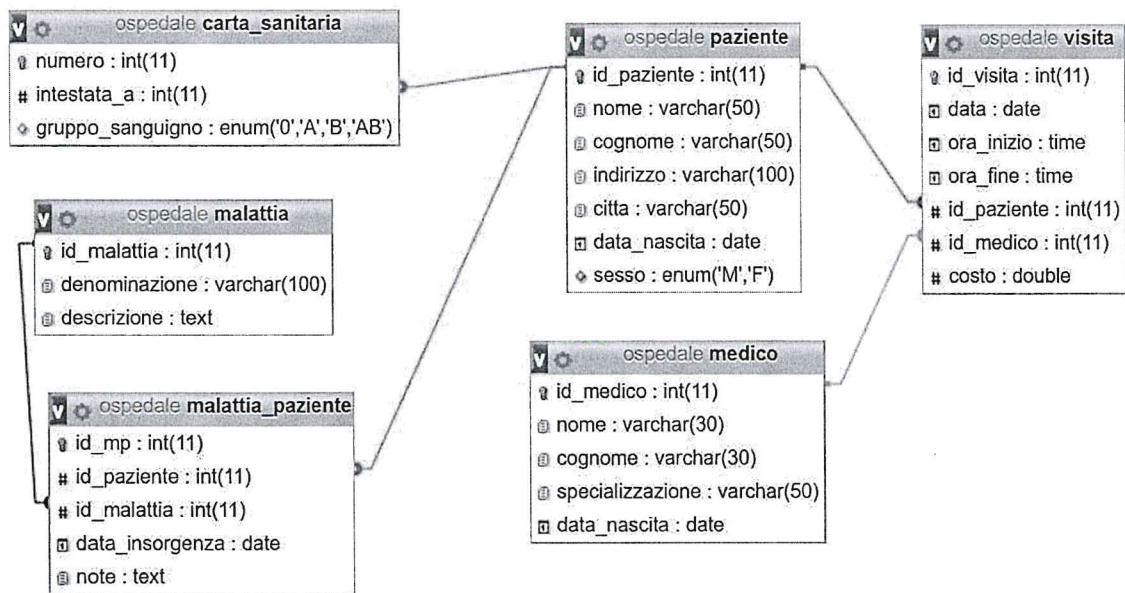 ospedale carta_sanitaria
numero : int(11)
# intestata_a : int(11)
gruppo_sanguigno : enum('0','A','B','AB')
ospedale malattia
id_malattia : int(11)
denominazione : varchar(100)
descrizione : text
ospedale malattia_paziente
id_mp : int(11)
# id_paziente : int(11)
# id_malattia : int(11)
data_insorgenza : date
note : text
ospedale paziente
id_paziente : int(11)
nome : varchar(50)
cognome : varchar(50)
indirizzo : varchar(100)
citta : varchar(50)
data_nascita : date
sesso : enum('M','F')
ospedale medico
id_medico : int(11)
nome : varchar(30)
cognome : varchar(30)
specializzazione : varchar(50)
data_nascita : date
ospedale visita
id_visita : int(11)
data : date
ora_inizio : time
ora_fine : time
# id_paziente : int(11)
# id_medico : int(11)
# costo : double